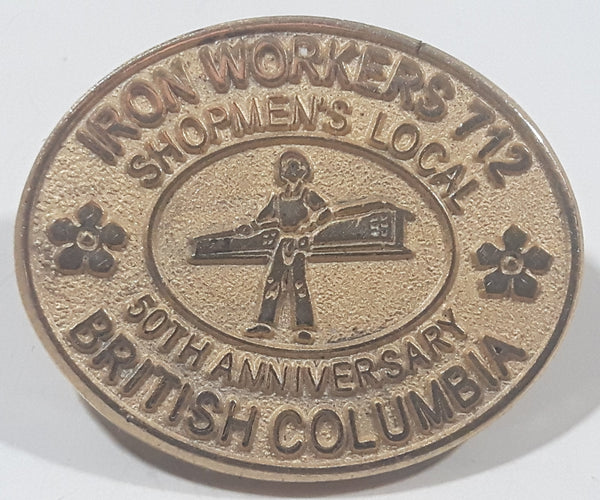 IRON WORKERS 712
SHOPMEN'S LOCAL
50TH ANNIVERSARY
BRITISH COLUMBIA